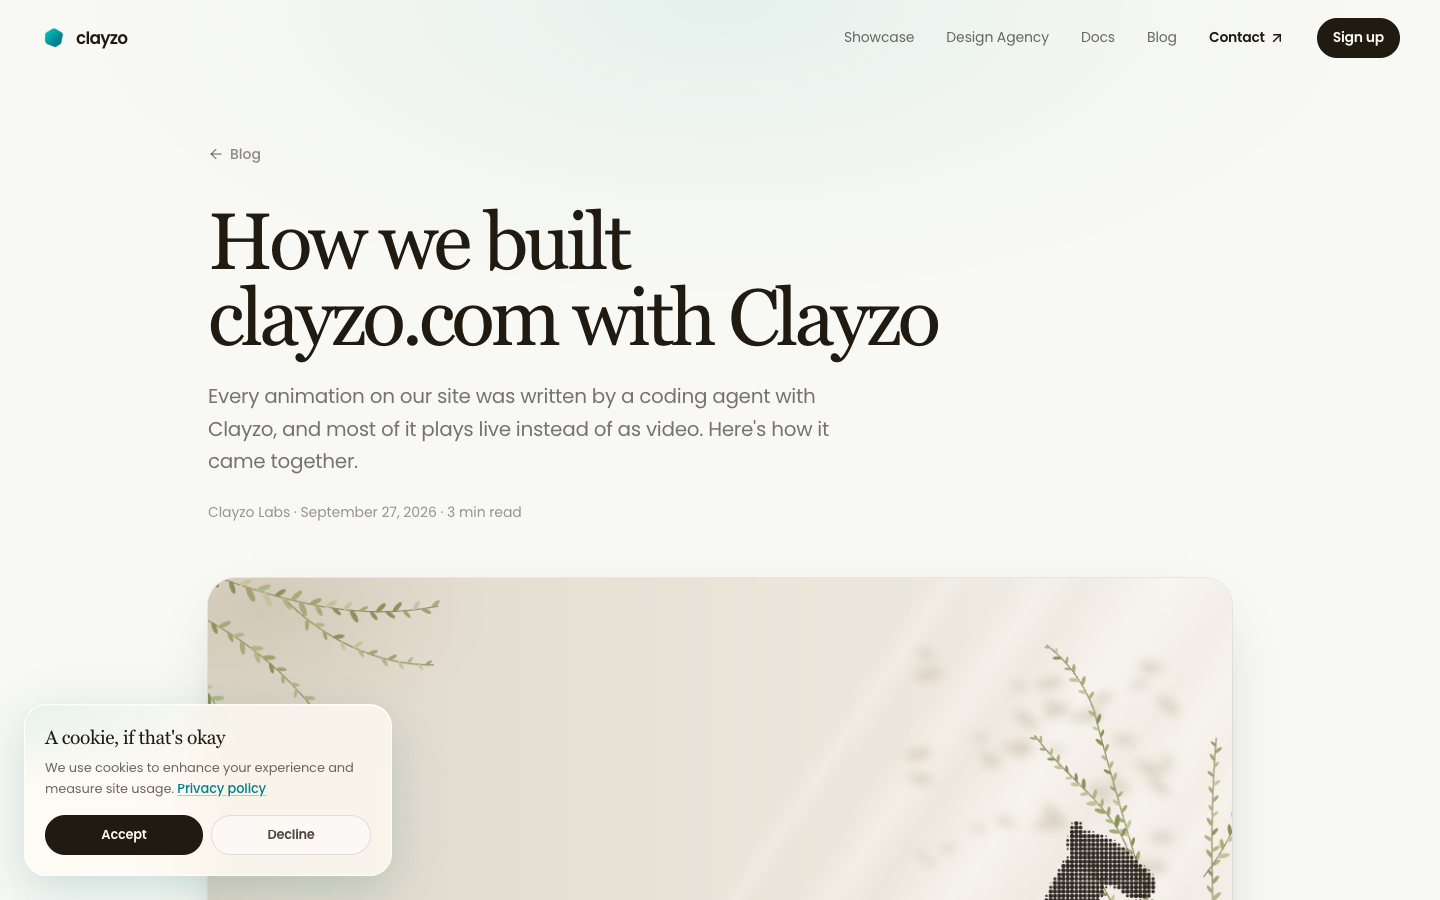 clayzo
Showcase
Design Agency
Docs
Blog
Contact
Sign up
Blog
How we built
clayzo.com with Clayzo
Every animation on our site was written by a coding agent with
Clayzo, and most of it plays live instead of as video. Here's how it
came together.
Clayzo Labs · September 27, 2026 · 3 min read
A cookie, if that's okay
We use cookies to enhance your experience and
measure site usage. Privacy policy
Accept
Decline